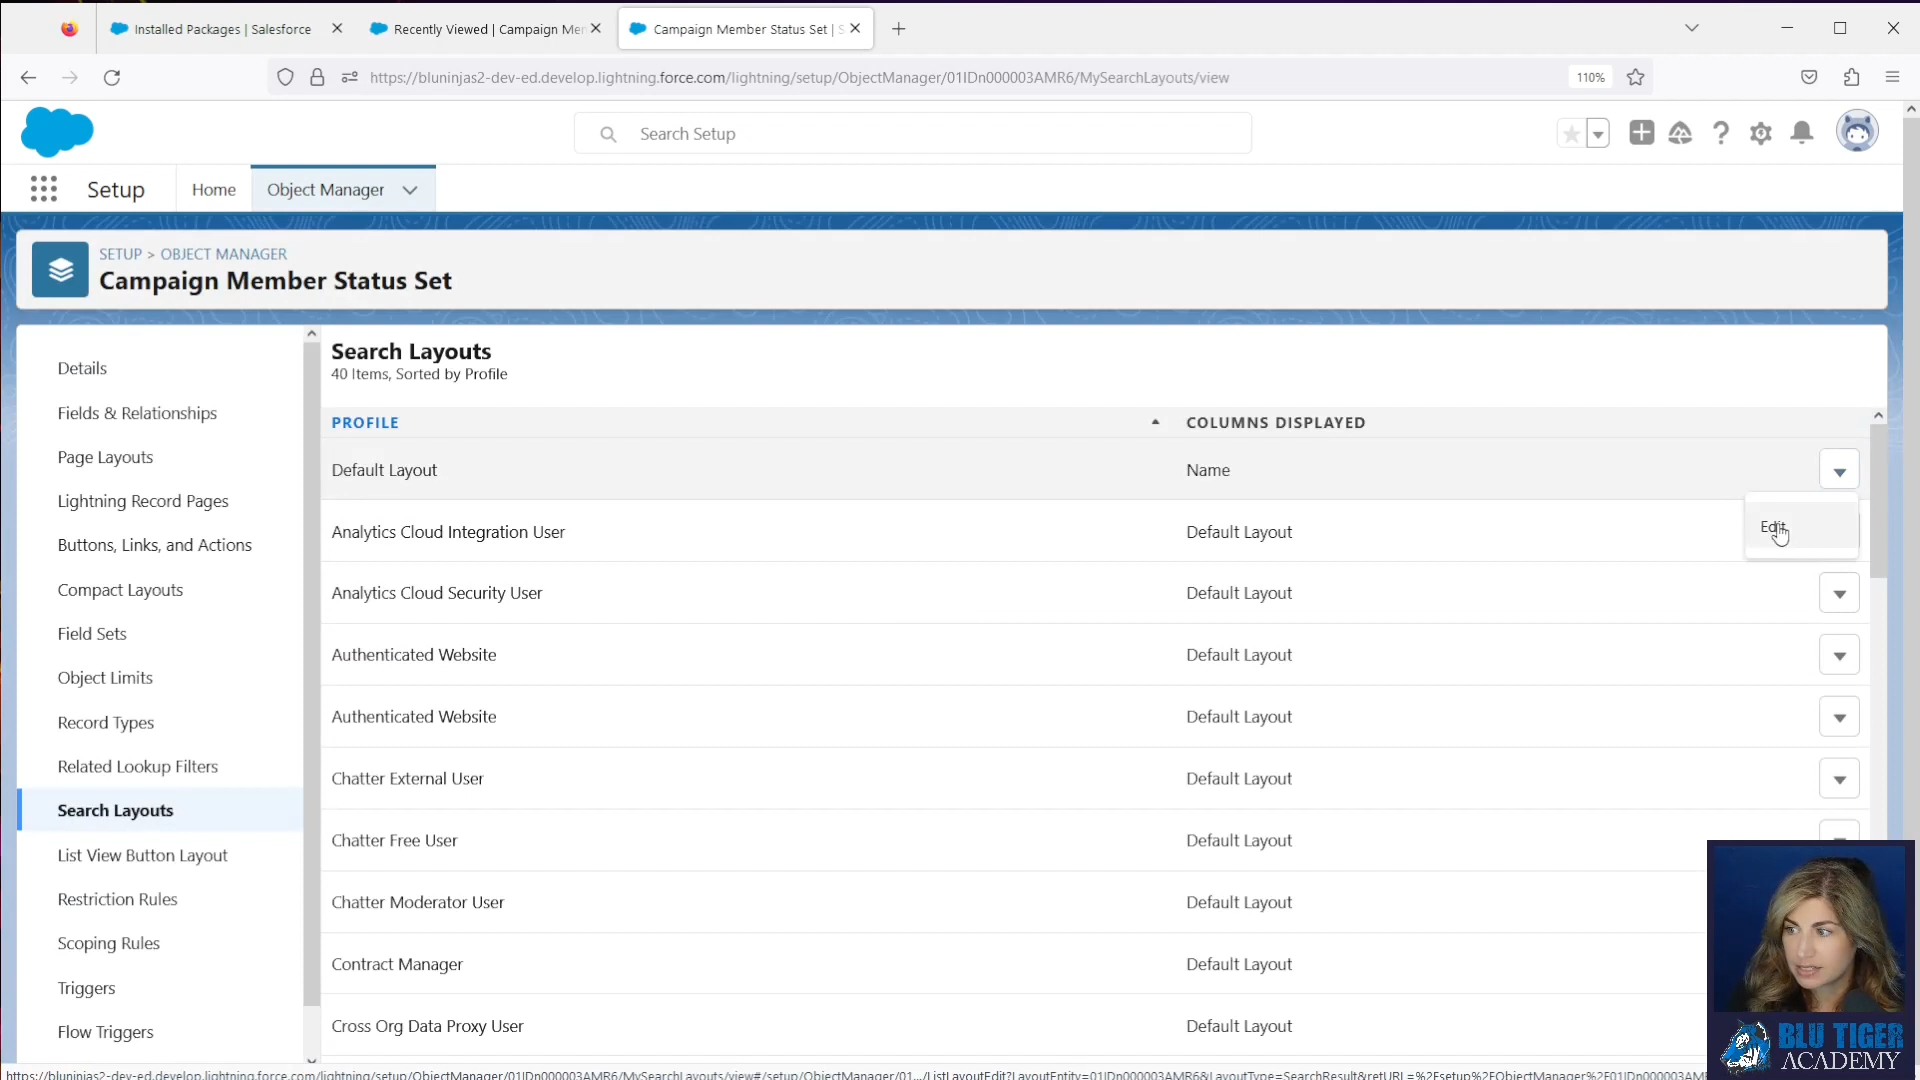 Installed Packages | Salesforce
Recently Viewed | Campaign Mem
Campaign Member Status Set | S
https://bluninjas2-dev-ed.develop.lightning.force.com/lightning/setup/ObjectManager/01IDn000003AMR6/MySearchLayouts/view
110%
Search Setup
Setup
Home
Object Manager
SETUP > OBJECT MANAGER
Campaign Member Status Set
Details
Fields & Relationships
Page Layouts
Lightning Record Pages
Buttons, Links, and Actions
Compact Layouts
Field Sets
Object Limits
Record Types
Related Lookup Filters
Search Layouts
List View Button Layout
Restriction Rules
Scoping Rules
Triggers
Flow Triggers
Search Layouts
40 Items, Sorted by Profile
PROFILE
COLUMNS DISPLAYED
Default Layout
Name
Edit
Analytics Cloud Integration User
Default Layout
Analytics Cloud Security User
Default Layout
Authenticated Website
Default Layout
Authenticated Website
Default Layout
Chatter External User
Default Layout
Chatter Free User
Default Layout
Chatter Moderator User
Default Layout
Contract Manager
Default Layout
Cross Org Data Proxy User
Default Layout
BLU TIGER
ACADEMY
https://bluninjas2-dev-ed.develop.lightning.force.com/lightning/setup/ObjectManager/01IDn000003AMR6/MySearchLayouts/view#/setup/ObjectManager/01.../ListLayoutEdit?LayoutEntity=01IDn000003AMR6&LayoutType=SearchResult&retURL=%2Fsetup%2FObjectManager%2F01IDn000003AMR